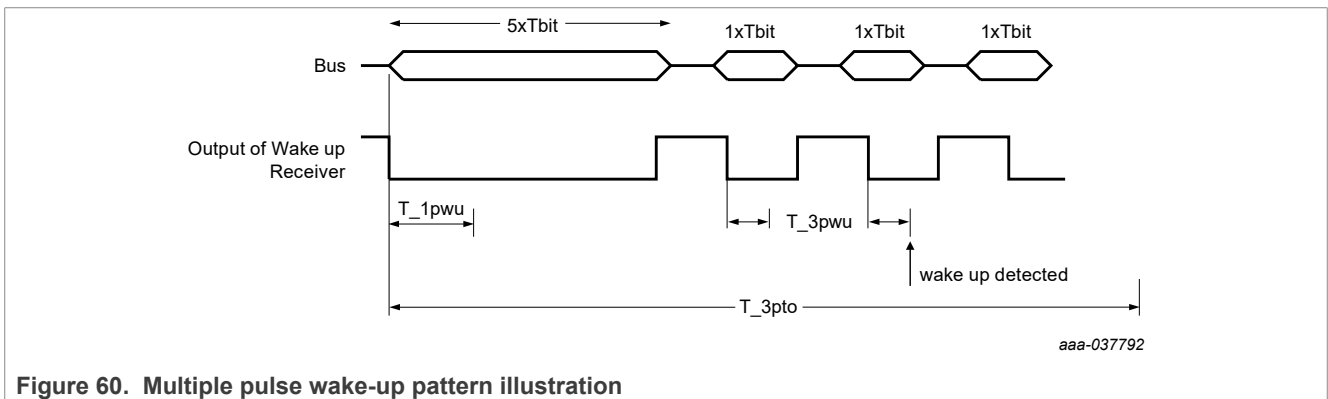 5xTbit
1xTbit
1xTbit
1xTbit
Bus
Output of Wake up
Receiver
T_1pwu
T_3pwu
wake up detected
T_3pto
aaa-037792
Figure 60. Multiple pulse wake-up pattern illustration